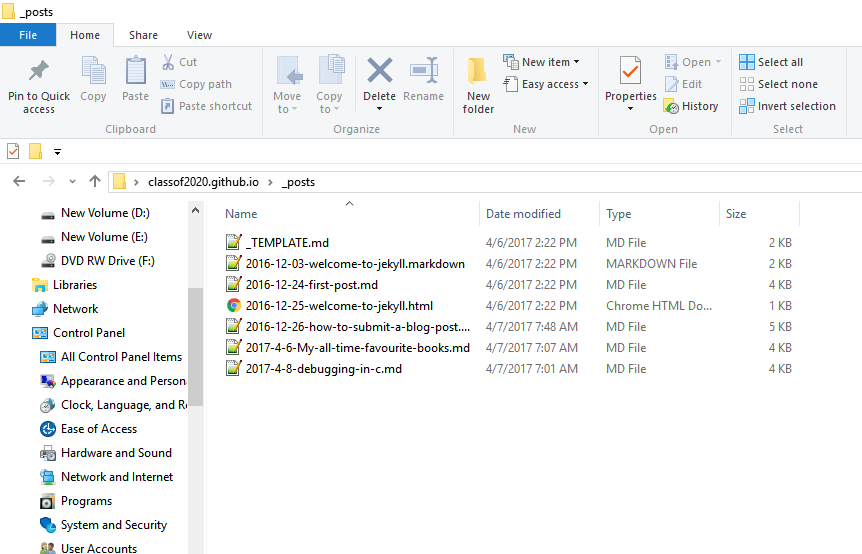 _posts
File Home Share View
Pin to Quick access
Copy
Paste
Cut
Copy path
Paste shortcut
Clipboard
Move to
Copy to
Delete
Rename
Organize
New folder
New item
Easy access
New
Properties
Open
Edit
History
Open
Select all
Select none
Invert selection
Select
classof2020.github.io > _posts
New Volume (D:)
New Volume (E:)
DVD RW Drive (F:)
Libraries
Network
Control Panel
All Control Panel Items
Appearance and Persona
Clock, Language, and Re
Ease of Access
Hardware and Sound
Network and Internet
Programs
System and Security
User Accounts
Name Date modified Type Size
_TEMPLATE.md 4/6/2017 2:22 PM MD File 2 KB
2016-12-03-welcome-to-jekyll.markdown 4/6/2017 2:22 PM MARKDOWN File 2 KB
2016-12-24-first-post.md 4/6/2017 2:22 PM MD File 4 KB
2016-12-25-welcome-to-jekyll.html 4/6/2017 2:22 PM Chrome HTML Do... 1 KB
2016-12-26-how-to-submit-a-blog-post.... 4/7/2017 7:48 AM MD File 5 KB
2017-4-6-My-all-time-favourite-books.md 4/7/2017 7:07 AM MD File 4 KB
2017-4-8-debugging-in-c.md 4/7/2017 7:01 AM MD File 4 KB